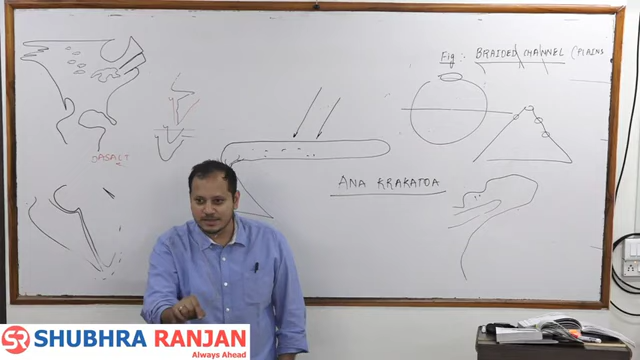 Fig :- BRAIDED CHANNEL (PLAINS
BASALT
ANA KRAKATOA
SR SHUBHRA RANJAN
Always Ahead